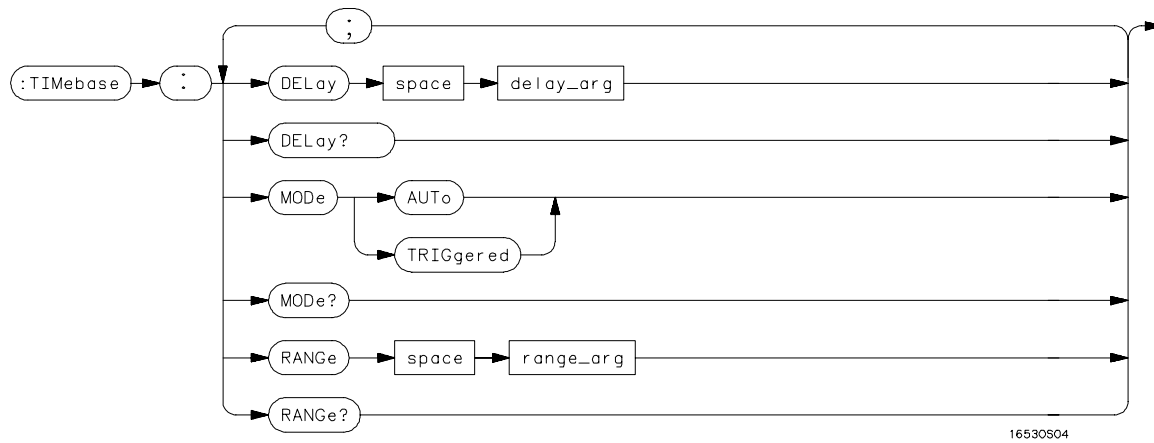 ;
:TIMebase : DELay space delay_arg
DELay?
MODe AUTo
TRIGgered
MODe?
RANGe space range_arg
RANGe?
16530S04